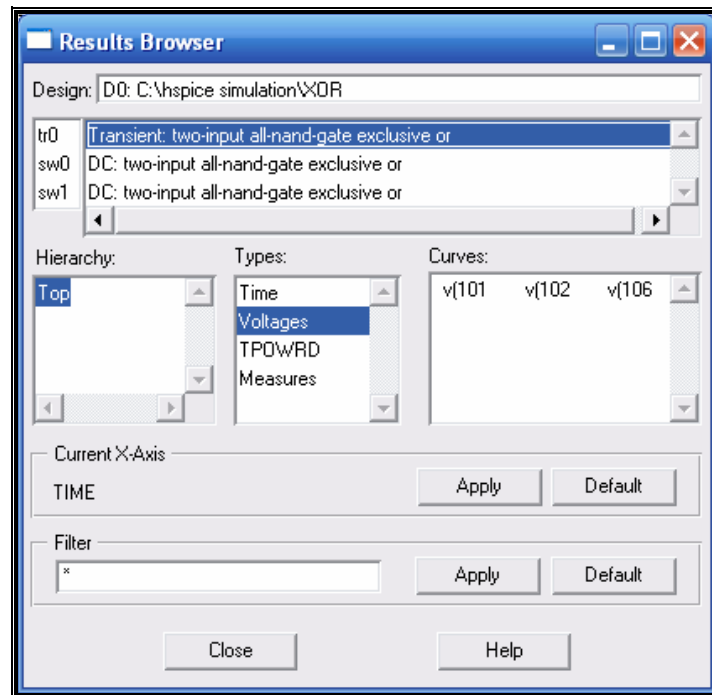 Results Browser
Design: D0: C:\hspice simulation\XOR
tr0 Transient: two-input all-nand-gate exclusive or
sw0 DC: two-input all-nand-gate exclusive or
sw1 DC: two-input all-nand-gate exclusive or
Hierarchy: Types: Curves:
Top Time v(101 v(102 v(106
Voltages
TPOWRD
Measures
Current X-Axis
TIME Apply Default
Filter
* Apply Default
Close Help